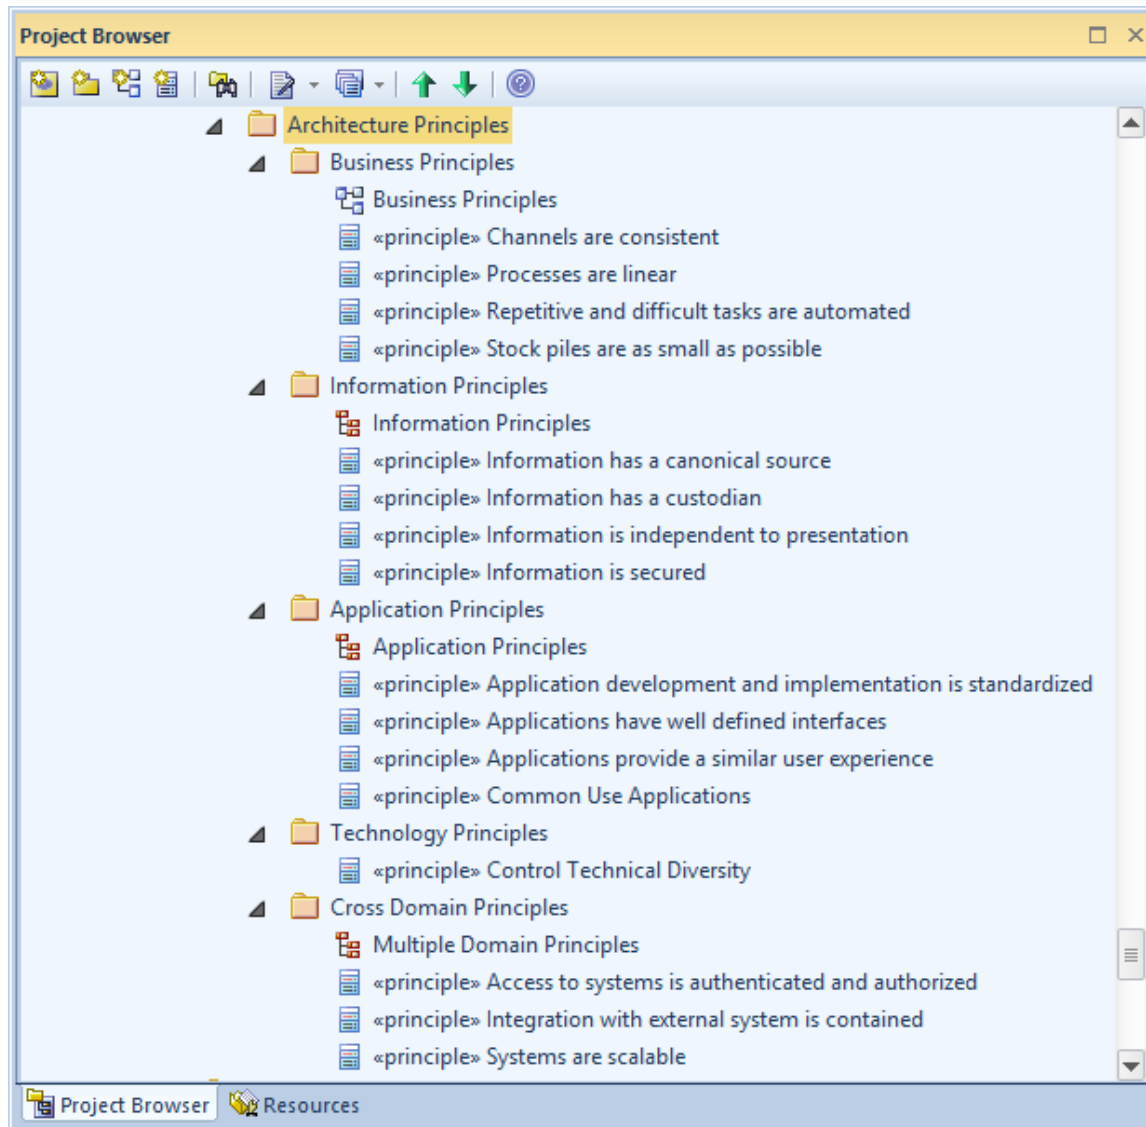 Project Browser
Architecture Principles
Business Principles
Business Principles
«principle» Channels are consistent
«principle» Processes are linear
«principle» Repetitive and difficult tasks are automated
«principle» Stock piles are as small as possible
Information Principles
Information Principles
«principle» Information has a canonical source
«principle» Information has a custodian
«principle» Information is independent to presentation
«principle» Information is secured
Application Principles
Application Principles
«principle» Application development and implementation is standardized
«principle» Applications have well defined interfaces
«principle» Applications provide a similar user experience
«principle» Common Use Applications
Technology Principles
«principle» Control Technical Diversity
Cross Domain Principles
Multiple Domain Principles
«principle» Access to systems is authenticated and authorized
«principle» Integration with external system is contained
«principle» Systems are scalable
Project Browser Resources